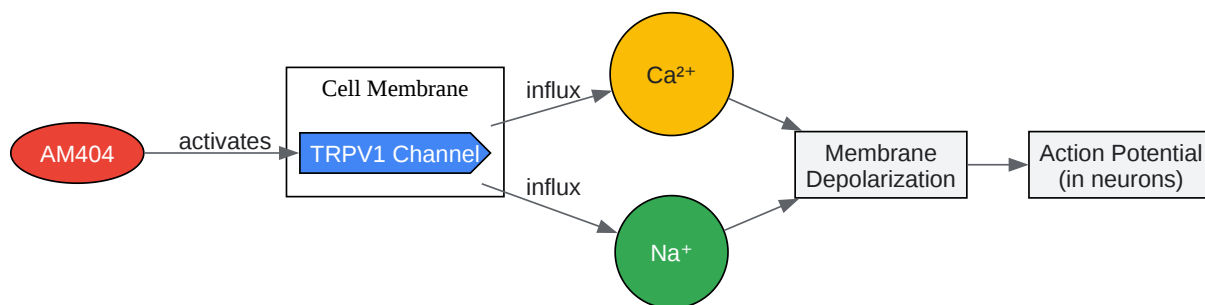 AM404
activates
Cell Membrane
TRPV1 Channel
influx
influx
Ca²⁺
Na⁺
Membrane
Depolarization
Action Potential
(in neurons)